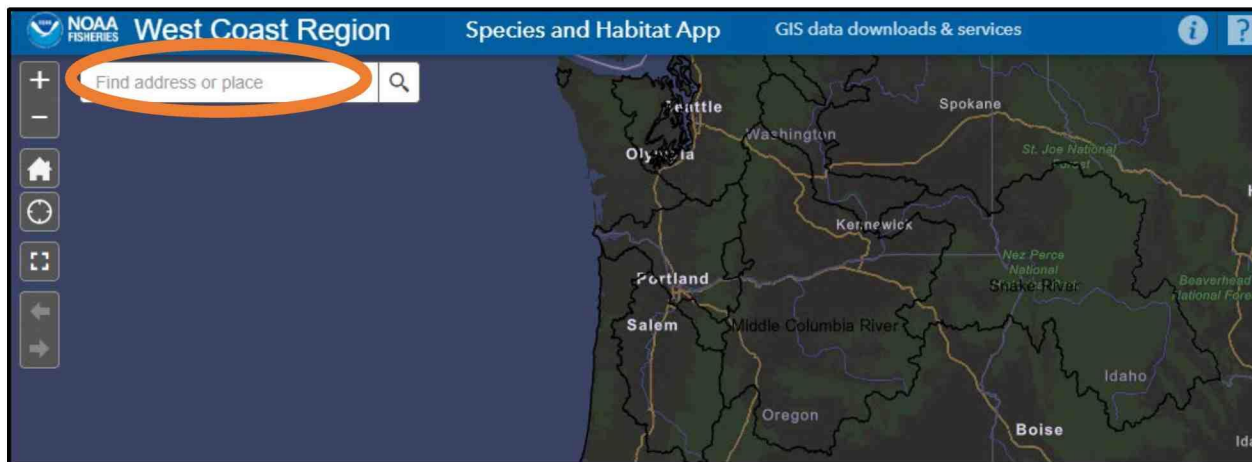 NOAA
FISHERIES
West Coast Region
Species and Habitat App
GIS data downloads & services
i
?
+
Find address or place
−
Seattle
Spokane
Washington
Olympia
St. Joe National
Forest
Kennewick
Nez Perce
National
Portland
Snake River
Beaverhead
National Fore
Salem
Middle Columbia River
Idaho
Oregon
Boise
Ida